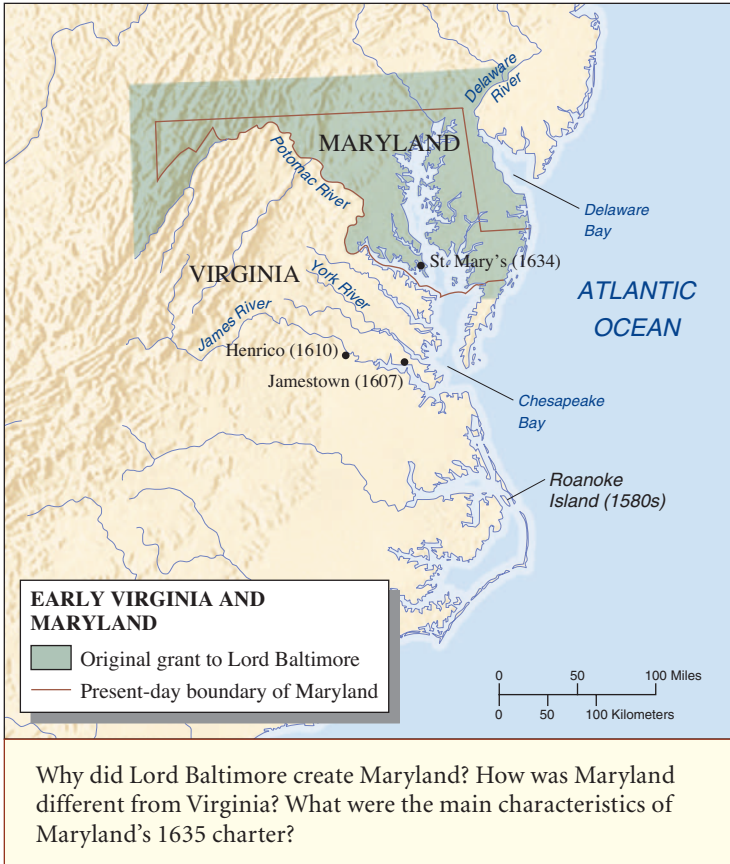 Delaware
River
MARYLAND
Potomac River
Delaware
Bay
St. Mary's (1634)
VIRGINIA
York River
ATLANTIC
OCEAN
James River
Henrico (1610)
Jamestown (1607)
Chesapeake
Bay
Roanoke
Island (1580s)
EARLY VIRGINIA AND
MARYLAND
Original grant to Lord Baltimore
Present-day boundary of Maryland
0 50 100 Miles
0 50 100 Kilometers
Why did Lord Baltimore create Maryland? How was Maryland
different from Virginia? What were the main characteristics of
Maryland's 1635 charter?